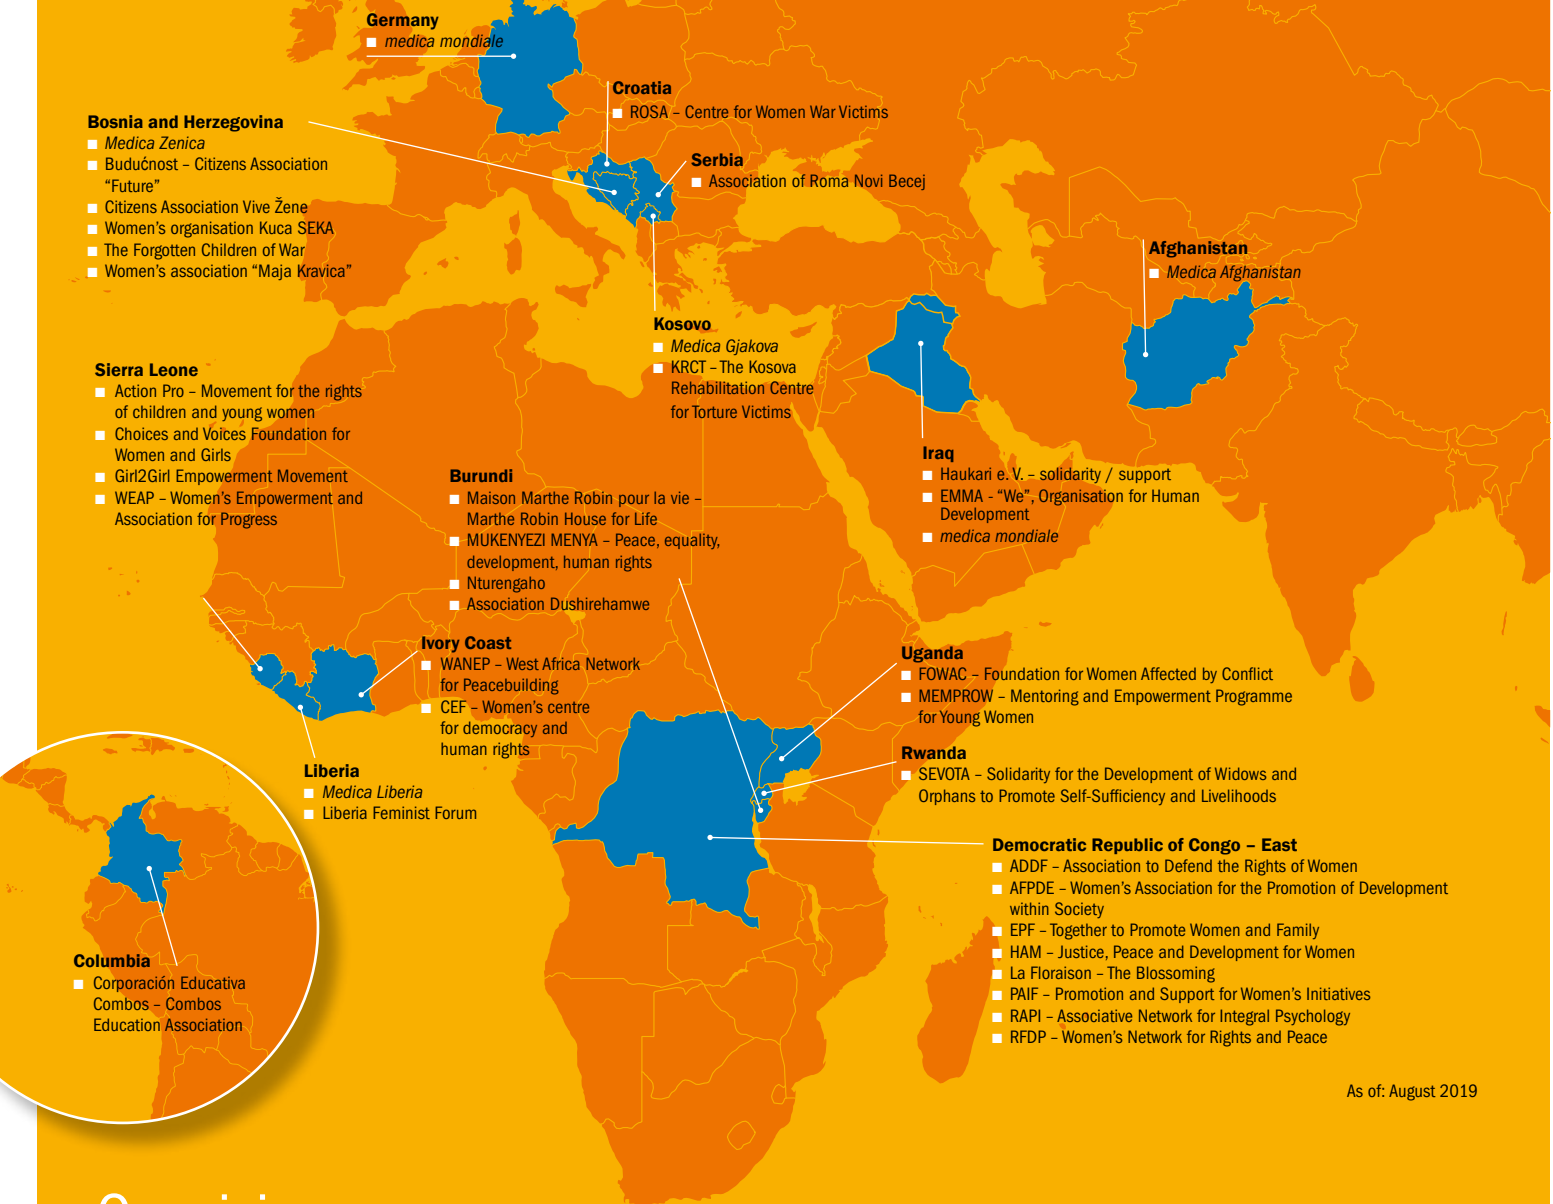 Germany
medica mondiale
Croatia
ROSA – Centre for Women War Victims
Bosnia and Herzegovina
Medica Zenica
Budućnost – Citizens Association
“Future”
Citizens Association Vive Žene
Women’s organisation Kuca SEKA
The Forgotten Children of War
Women’s association “Maja Kravica”
Serbia
Association of Roma Novi Becej
Afghanistan
Medica Afghanistan
Kosovo
Medica Gjakova
KRCT – The Kosova
Rehabilitation Centre
for Torture Victims
Sierra Leone
Action Pro – Movement for the rights
of children and young women
Choices and Voices Foundation for
Women and Girls
Girl2Girl Empowerment Movement
WEAP – Women’s Empowerment and
Association for Progress
Burundi
Maison Marthe Robin pour la vie –
Marthe Robin House for Life
MUKENYEZI MENYA – Peace, equality,
development, human rights
Nturengaho
Association Dushirehamwe
Iraq
Haukari e. V. – solidarity / support
EMMA - “We”, Organisation for Human
Development
medica mondiale
Ivory Coast
WANEP – West Africa Network
for Peacebuilding
CEF – Women’s centre
for democracy and
human rights
Uganda
FOWAC – Foundation for Women Affected by Conflict
MEMPROW – Mentoring and Empowerment Programme
for Young Women
Rwanda
SEVOTA – Solidarity for the Development of Widows and
Orphans to Promote Self-Sufficiency and Livelihoods
Liberia
Medica Liberia
Liberia Feminist Forum
Democratic Republic of Congo – East
ADDF – Association to Defend the Rights of Women
AFPDE – Women’s Association for the Promotion of Development
within Society
EPF – Together to Promote Women and Family
HAM – Justice, Peace and Development for Women
La Floraison – The Blossoming
PAIF – Promotion and Support for Women’s Initiatives
RAPI – Associative Network for Integral Psychology
RFDP – Women’s Network for Rights and Peace
Columbia
Corporación Educativa
Combos – Combos
Education Association
As of: August 2019